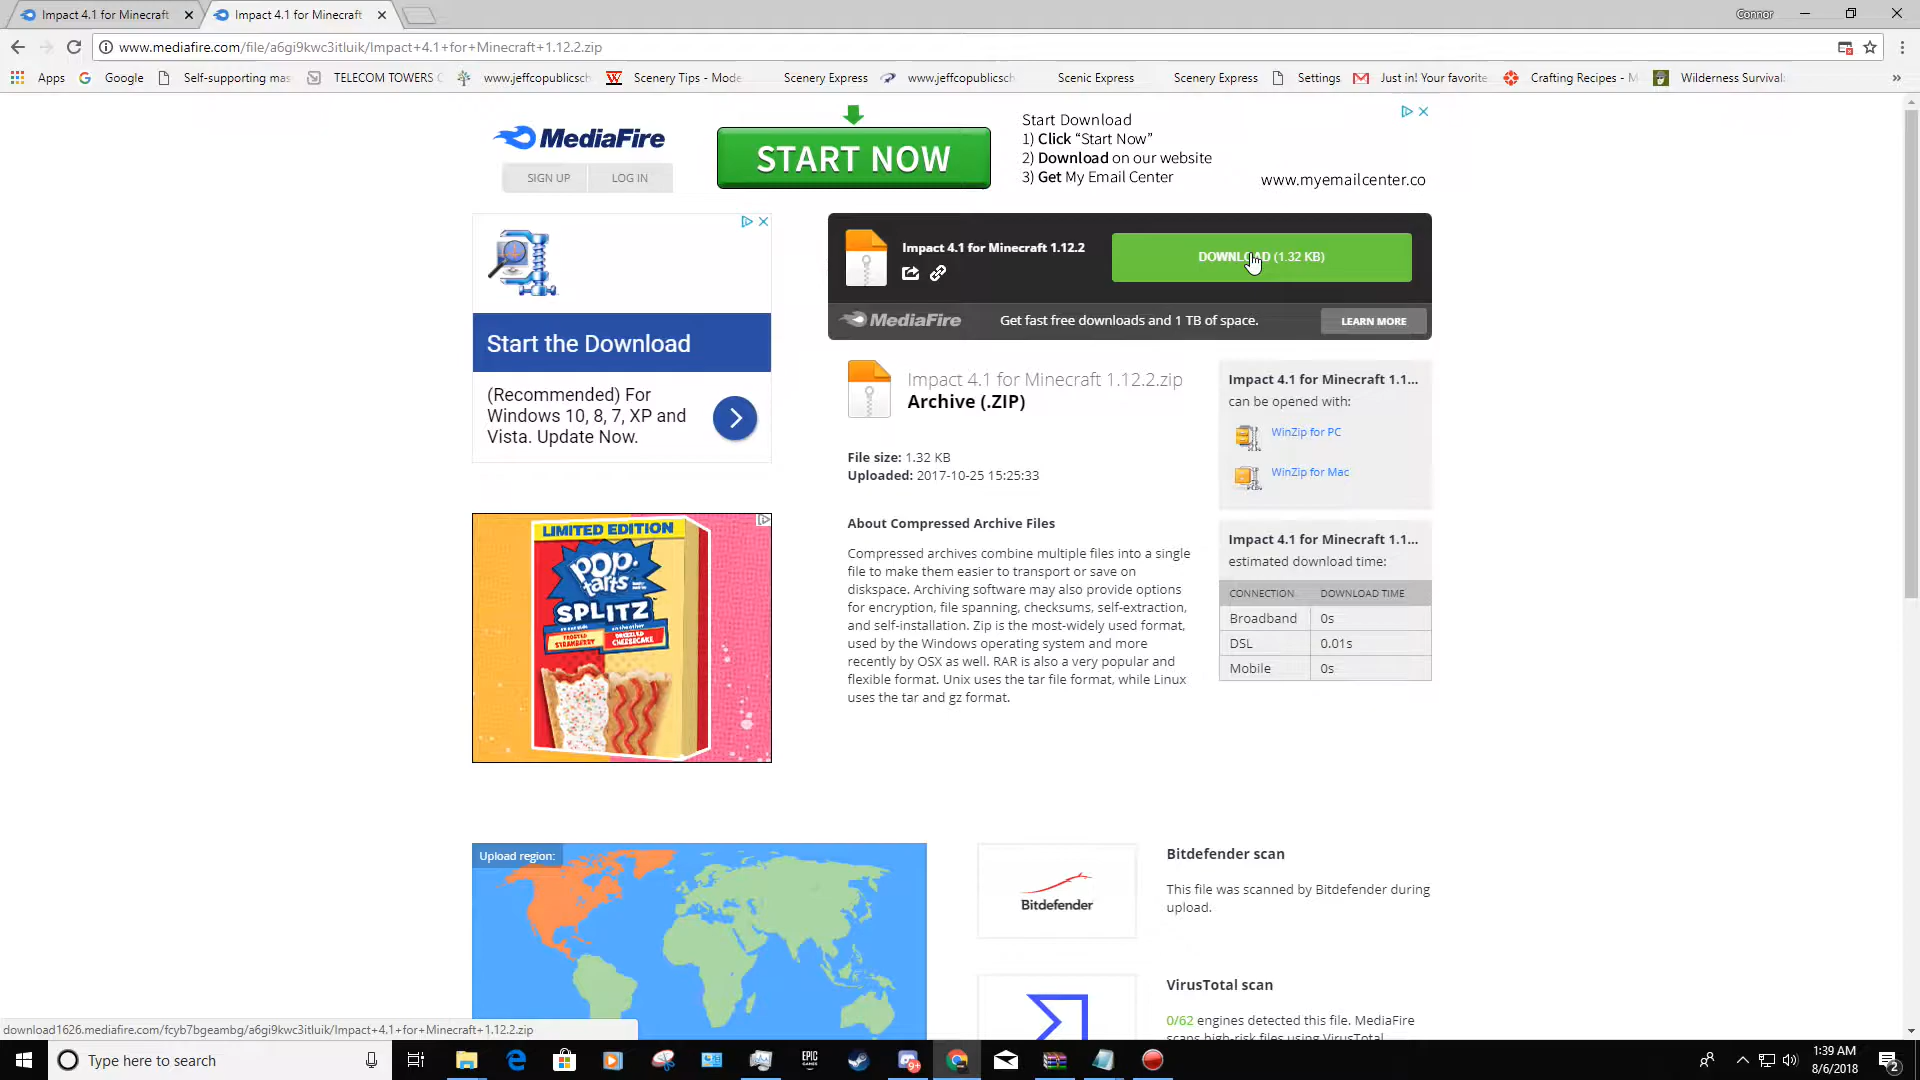 Impact 4.1 for Minecraft
Impact 4.1 for Minecraft
Connor
www.mediafire.com/file/a6gi9kwc3itluik/Impact+4.1+for+Minecraft+1.12.2.zip
Apps
Google
Self-supporting mas
TELECOM TOWERS C
www.jeffcopublicsch
Scenery Tips - Mode
Scenery Express
www.jeffcopublicsch
Scenic Express
Scenery Express
Settings
Just in! Your favorite
Crafting Recipes - M
Wilderness Survival:
MediaFire
SIGN UP
LOG IN
START NOW
Start Download
1) Click “Start Now”
2) Download on our website
3) Get My Email Center
www.myemailcenter.co
Start the Download
(Recommended) For
Windows 10, 8, 7, XP and
Vista. Update Now.
LIMITED EDITION
POP·
tarts
SPLITZ
FROSTED
STRAWBERRY
DRIZZLED
CHEESECAKE
Impact 4.1 for Minecraft 1.12.2
DOWNLOAD (1.32 KB)
MediaFire
Get fast free downloads and 1 TB of space.
LEARN MORE
Impact 4.1 for Minecraft 1.12.2.zip
Archive (.ZIP)
File size: 1.32 KB
Uploaded: 2017-10-25 15:25:33
About Compressed Archive Files
Compressed archives combine multiple files into a single
file to make them easier to transport or save on
diskspace. Archiving software may also provide options
for encryption, file spanning, checksums, self-extraction,
and self-installation. Zip is the most-widely used format,
used by the Windows operating system and more
recently by OSX as well. RAR is also a very popular and
flexible format. Unix uses the tar file format, while Linux
uses the tar and gz format.
Impact 4.1 for Minecraft 1.1...
can be opened with:
WinZip for PC
WinZip for Mac
Impact 4.1 for Minecraft 1.1...
estimated download time:
CONNECTION DOWNLOAD TIME
Broadband 0s
DSL 0.01s
Mobile 0s
Upload region:
Bitdefender
Bitdefender scan
This file was scanned by Bitdefender during
upload.
VirusTotal scan
0/62 engines detected this file. MediaFire
scans high-risk files using VirusTotal
download1626.mediafire.com/fcyb7bgeambg/a6gi9kwc3itluik/Impact+4.1+for+Minecraft+1.12.2.zip
Type here to search
EPIC
GAMES
9+
1:39 AM
8/6/2018
2